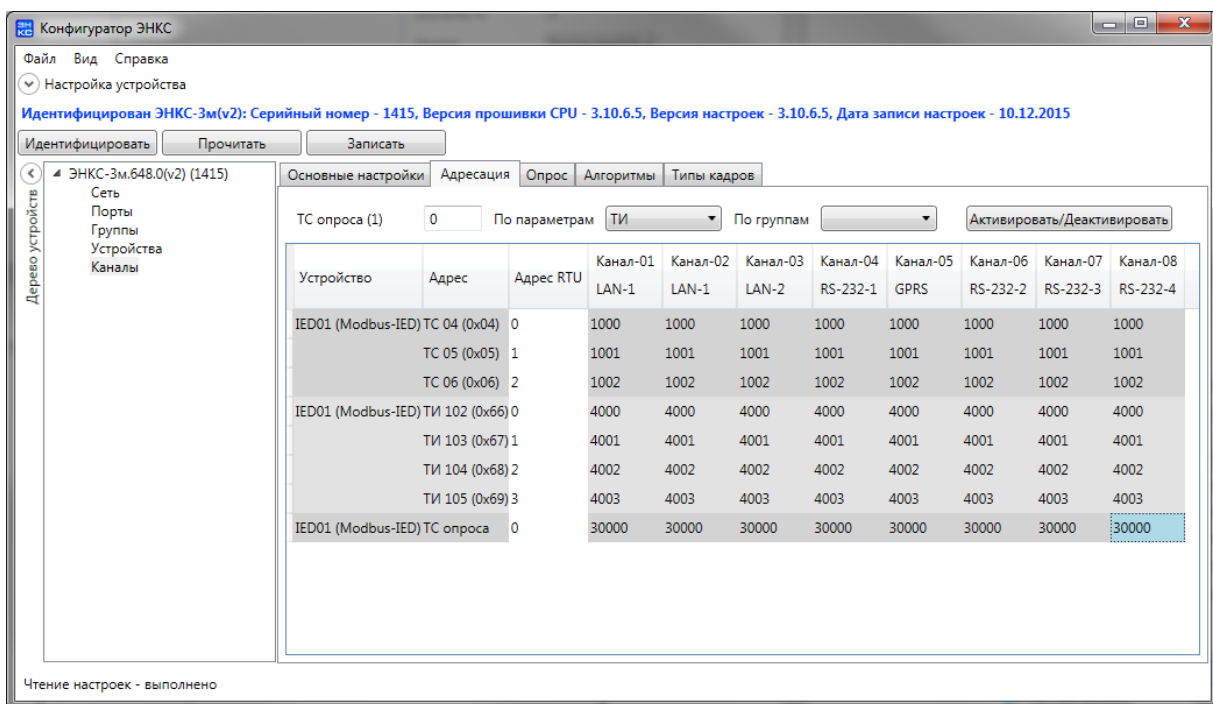 ЭН КС Конфигуратор ЭНКС
Файл Вид Справка
Настройка устройства
Идентифицирован ЭНКС-3м(v2): Серийный номер - 1415, Версия прошивки CPU - 3.10.6.5, Версия настроек - 3.10.6.5, Дата записи настроек - 10.12.2015
Идентифицировать Прочитать Записать
Дерево устройств
ЭНКС-3м.648.0(v2) (1415)
Сеть
Порты
Группы
Устройства
Каналы
Основные настройки Адресация Опрос Алгоритмы Типы кадров
ТС опроса (1) 0 По параметрам ТИ По группам Активировать/Деактивировать
Устройство Адрес Адрес RTU Канал-01 Канал-02 Канал-03 Канал-04 Канал-05 Канал-06 Канал-07 Канал-08
LAN-1 LAN-1 LAN-2 RS-232-1 GPRS RS-232-2 RS-232-3 RS-232-4
IED01 (Modbus-IED) ТС 04 (0x04) 0 1000 1000 1000 1000 1000 1000 1000 1000
ТС 05 (0x05) 1 1001 1001 1001 1001 1001 1001 1001 1001
ТС 06 (0x06) 2 1002 1002 1002 1002 1002 1002 1002 1002
IED01 (Modbus-IED) ТИ 102 (0x66) 0 4000 4000 4000 4000 4000 4000 4000 4000
ТИ 103 (0x67) 1 4001 4001 4001 4001 4001 4001 4001 4001
ТИ 104 (0x68) 2 4002 4002 4002 4002 4002 4002 4002 4002
ТИ 105 (0x69) 3 4003 4003 4003 4003 4003 4003 4003 4003
IED01 (Modbus-IED) ТС опроса 0 30000 30000 30000 30000 30000 30000 30000 30000
Чтение настроек - выполнено